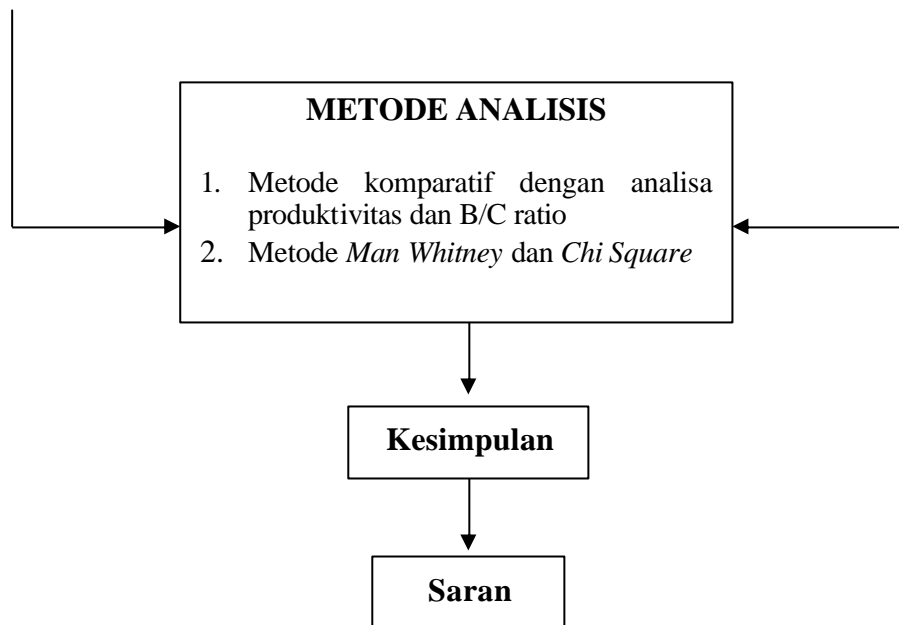 METODE ANALISIS
1. Metode komparatif dengan analisa
produktivitas dan B/C ratio
2. Metode Man Whitney dan Chi Square
Kesimpulan
Saran